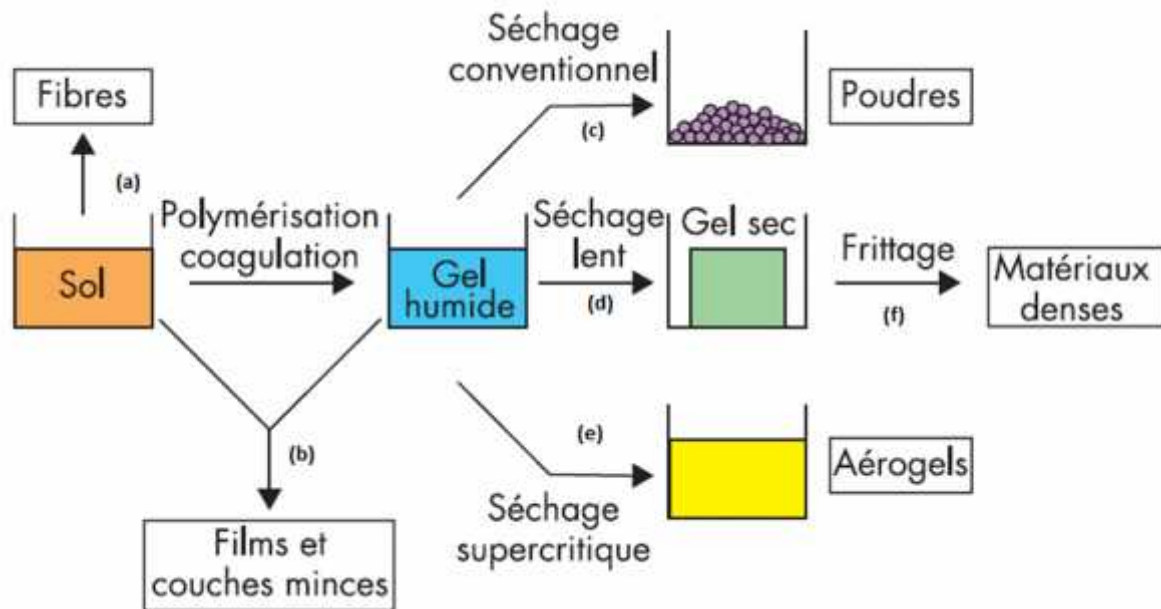 Séchage
conventionnel
(c)
Poudres
Fibres
(a)
Sol
Polymérisation
coagulation
Gel
humide
Séchage
lent
(d)
Gel sec
Frittage
(f)
Matériaux
denses
(b)
Films et
couches minces
(e)
Séchage
supercritique
Aérogels